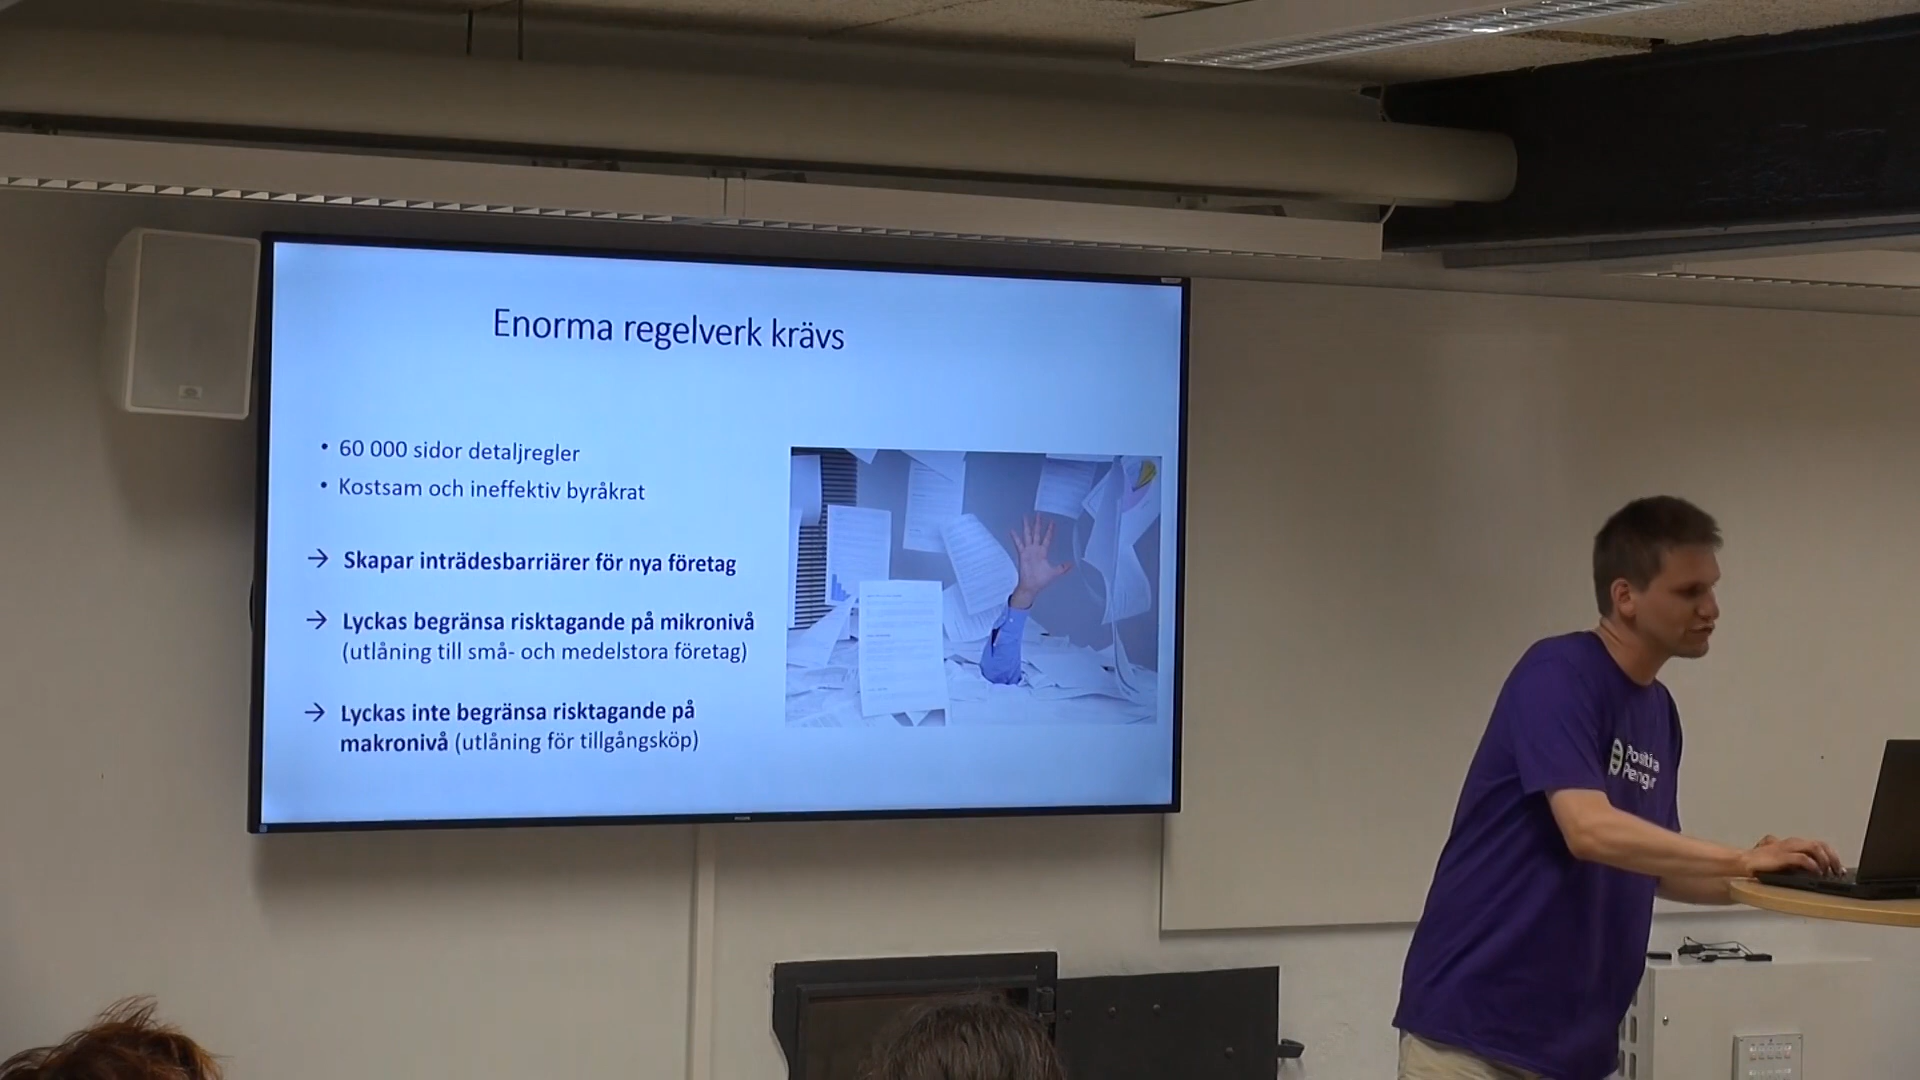 Enorma regelverk krävs
• 60 000 sidor detaljregler
• Kostsam och ineffektiv byråkrat
→ Skapar inträdesbarriärer för nya företag
→ Lyckas begränsa risktagande på mikronivå
(utlåning till små- och medelstora företag)
→ Lyckas inte begränsa risktagande på
makronivå (utlåning för tillgångsköp)
Positiva
Pengar